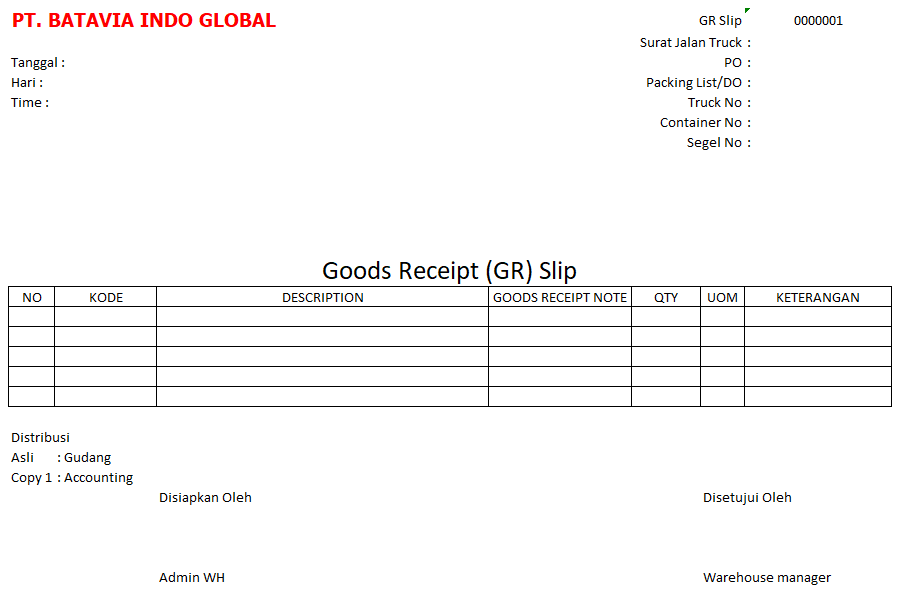 PT. BATAVIA INDO GLOBAL
GR Slip 0000001
Surat Jalan Truck :
Tanggal : PO :
Hari : Packing List/DO :
Time : Truck No :
Container No :
Segel No :
Goods Receipt (GR) Slip
NO KODE DESCRIPTION GOODS RECEIPT NOTE QTY UOM KETERANGAN
Distribusi
Asli : Gudang
Copy 1 : Accounting
Disiapkan Oleh Disetujui Oleh
Admin WH Warehouse manager